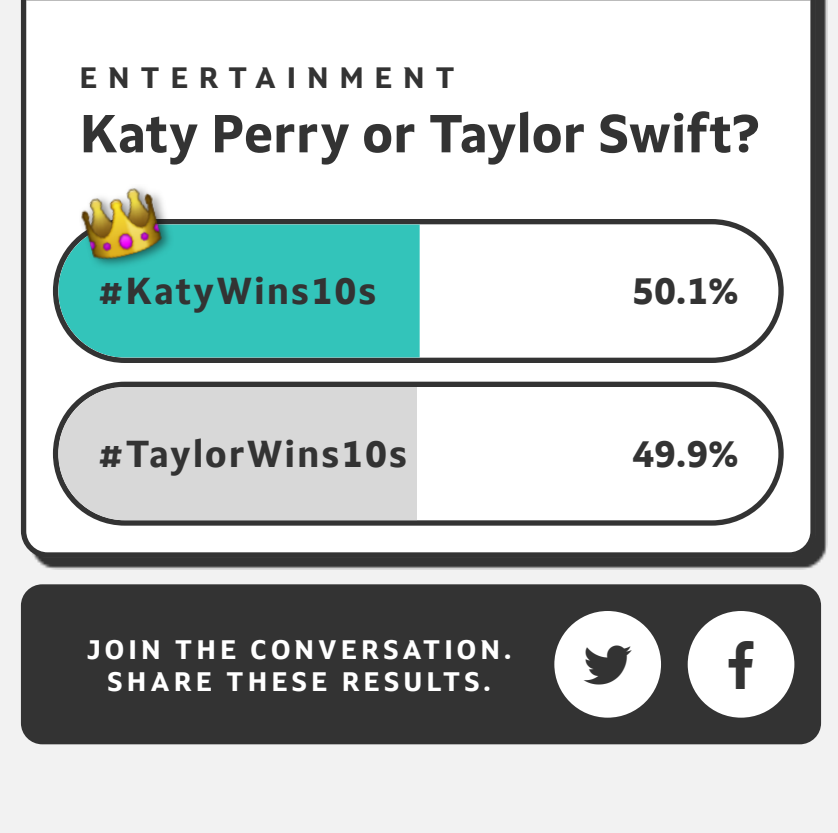 ENTERTAINMENT
Katy Perry or Taylor Swift?
#KatyWins10s 50.1%
#TaylorWins10s 49.9%
JOIN THE CONVERSATION.
SHARE THESE RESULTS.